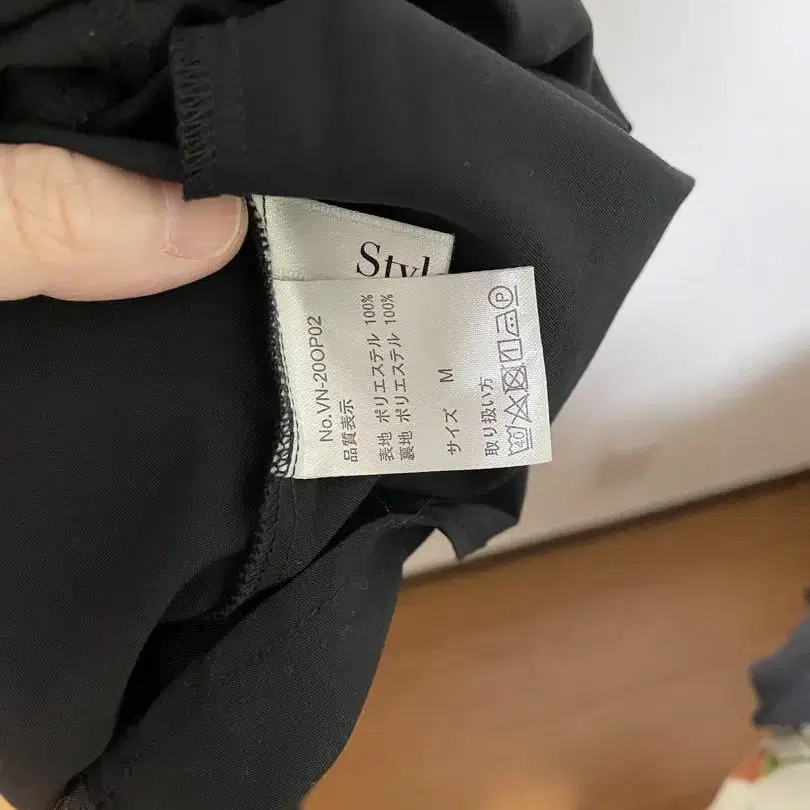 Styl
No.VN-20OP02
品質表示
表地 ポリエステル 100%
裏地 ポリエステル 100%
サイズ M
取り扱い方
40 P